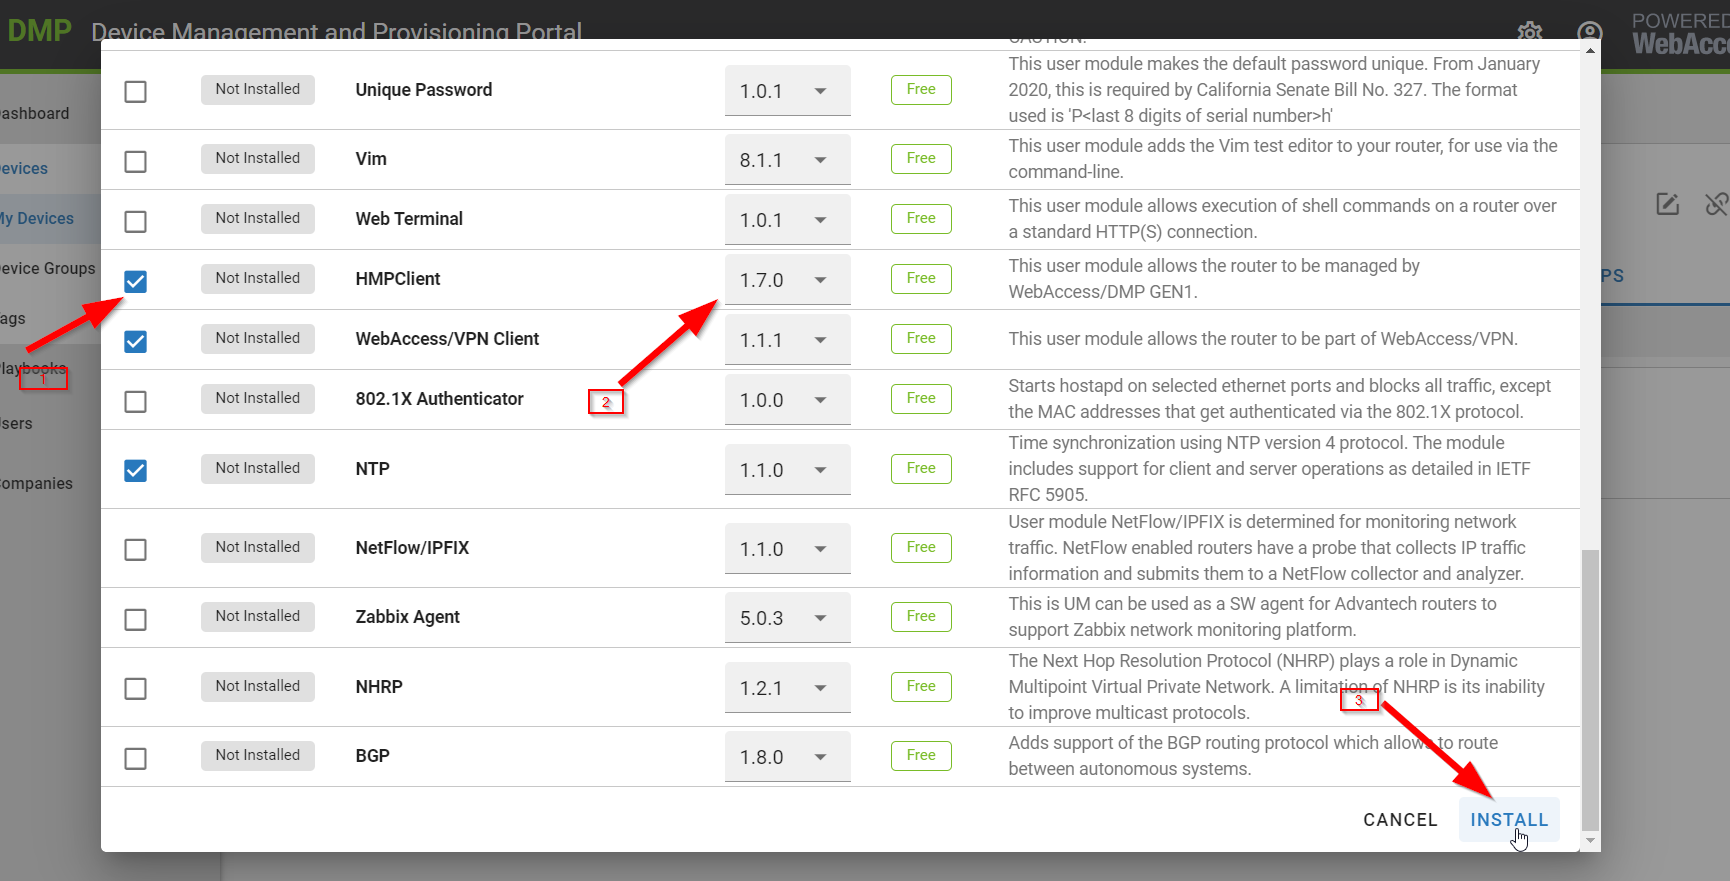 DMP Device Management and Provisioning Portal
POWERED
WebAcce
Dashboard
Devices
My Devices
Device Groups
Tags
Playbooks
Users
Companies
PS
CAUTION:
Not Installed Unique Password 1.0.1 Free
This user module makes the default password unique. From January
2020, this is required by California Senate Bill No. 327. The format
used is 'P<last 8 digits of serial number>h'
Not Installed Vim 8.1.1 Free
This user module adds the Vim test editor to your router, for use via the
command-line.
Not Installed Web Terminal 1.0.1 Free
This user module allows execution of shell commands on a router over
a standard HTTP(S) connection.
Not Installed HMPClient 1.7.0 Free
This user module allows the router to be managed by
WebAccess/DMP GEN1.
Not Installed WebAccess/VPN Client 1.1.1 Free
This user module allows the router to be part of WebAccess/VPN.
Not Installed 802.1X Authenticator 1.0.0 Free
Starts hostapd on selected ethernet ports and blocks all traffic, except
the MAC addresses that get authenticated via the 802.1X protocol.
Not Installed NTP 1.1.0 Free
Time synchronization using NTP version 4 protocol. The module
includes support for client and server operations as detailed in IETF
RFC 5905.
Not Installed NetFlow/IPFIX 1.1.0 Free
User module NetFlow/IPFIX is determined for monitoring network
traffic. NetFlow enabled routers have a probe that collects IP traffic
information and submits them to a NetFlow collector and analyzer.
Not Installed Zabbix Agent 5.0.3 Free
This is UM can be used as a SW agent for Advantech routers to
support Zabbix network monitoring platform.
Not Installed NHRP 1.2.1 Free
The Next Hop Resolution Protocol (NHRP) plays a role in Dynamic
Multipoint Virtual Private Network. A limitation of NHRP is its inability
to improve multicast protocols.
Not Installed BGP 1.8.0 Free
Adds support of the BGP routing protocol which allows to route
between autonomous systems.
1
2
3
CANCEL INSTALL